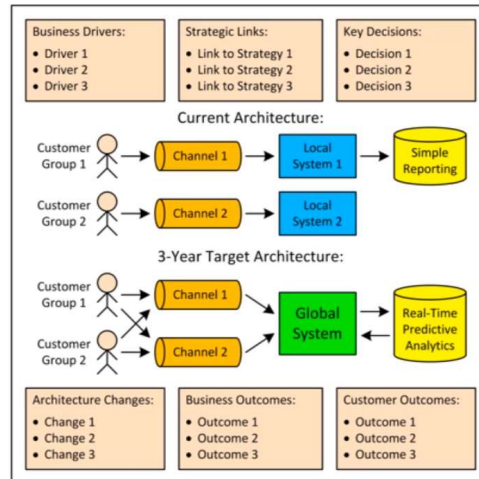 Business Drivers:
• Driver 1
• Driver 2
• Driver 3
Strategic Links:
• Link to Strategy 1
• Link to Strategy 2
• Link to Strategy 3
Key Decisions:
• Decision 1
• Decision 2
• Decision 3
Current Architecture:
Customer
Group 1
Channel 1
Local
System 1
Simple
Reporting
Customer
Group 2
Channel 2
Local
System 2
3-Year Target Architecture:
Customer
Group 1
Channel 1
Customer
Group 2
Channel 2
Global
System
Real-Time
Predictive
Analytics
Architecture Changes:
• Change 1
• Change 2
• Change 3
Business Outcomes:
• Outcome 1
• Outcome 2
• Outcome 3
Customer Outcomes:
• Outcome 1
• Outcome 2
• Outcome 3